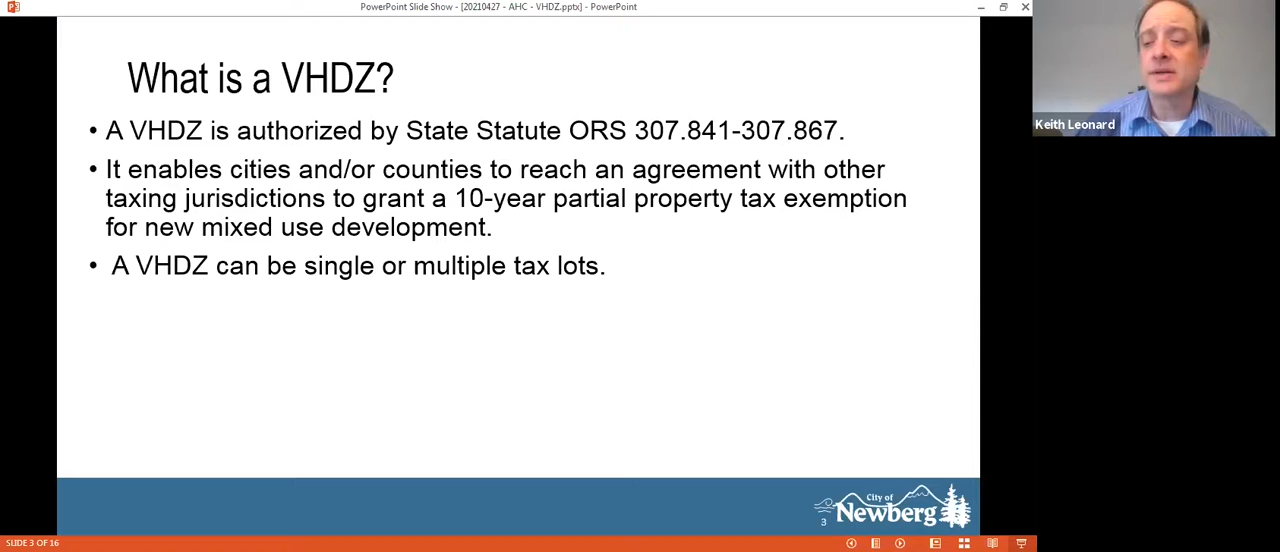 PowerPoint Slide Show - [20210427 - AHC - VHDZ.pptx] - PowerPoint
What is a VHDZ?
• A VHDZ is authorized by State Statute ORS 307.841-307.867.
• It enables cities and/or counties to reach an agreement with other
taxing jurisdictions to grant a 10-year partial property tax exemption
for new mixed use development.
• A VHDZ can be single or multiple tax lots.
Keith Leonard
City of
Newberg
3
SLIDE 3 OF 16